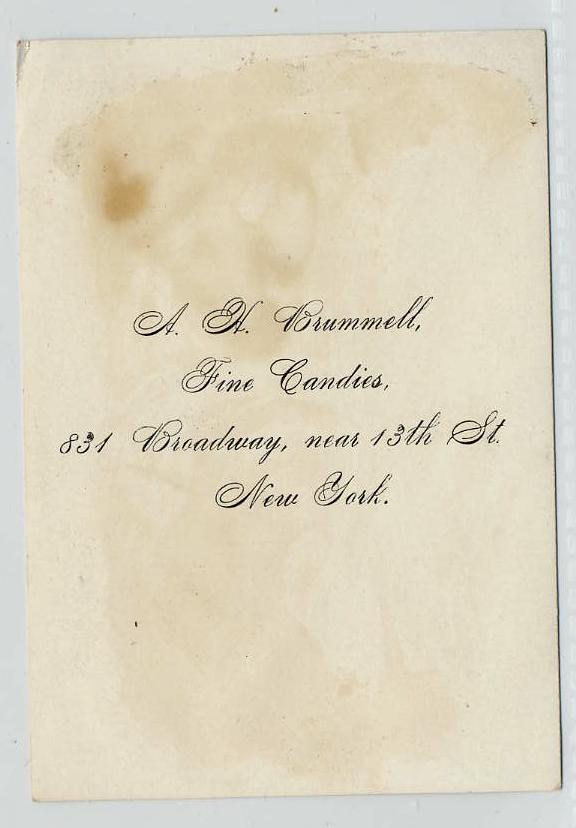 A. H. Brummell,
Fine Candies,
831 Broadway, near 13th St.
New York.